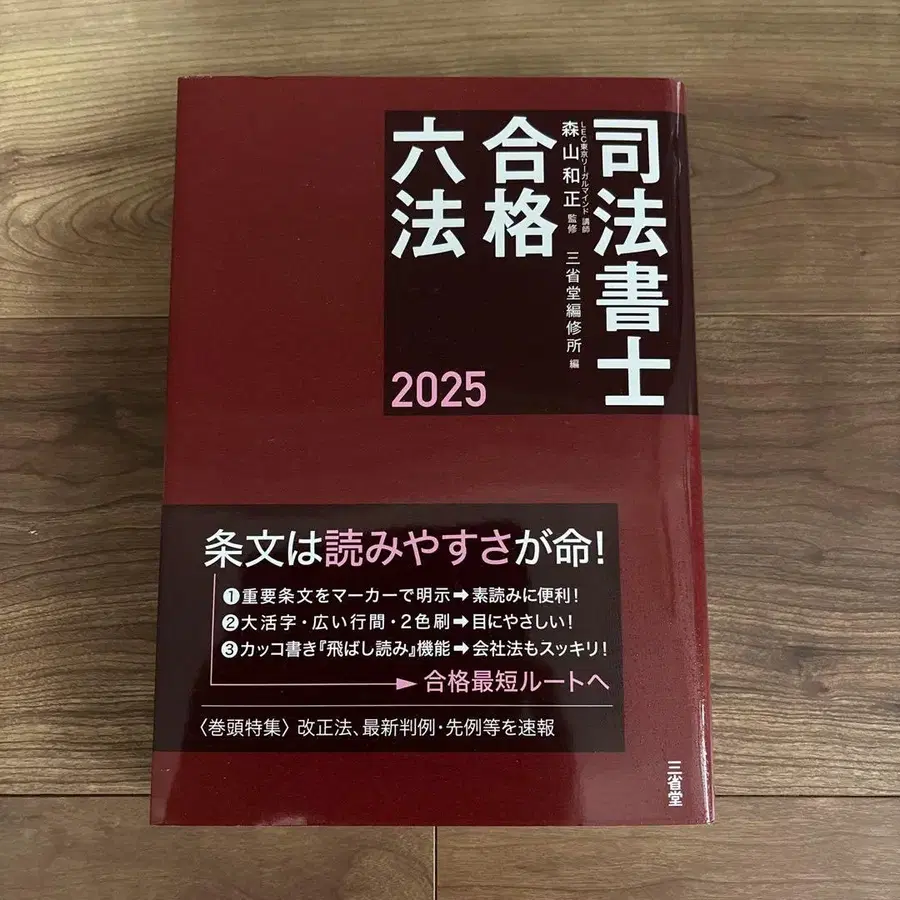 司法書士
LEC東京リーガルマインド 講師
森山和正 監修 三省堂編修所 編
合格
六法
2025
条文は読みやすさが命!
❶重要条文をマーカーで明示➡素読みに便利!
❷大活字・広い行間・2色刷➡目にやさしい!
❸カッコ書き『飛ばし読み』機能➡会社法もスッキリ!
合格最短ルートへ
〈巻頭特集〉改正法、最新判例・先例等を速報
三省堂